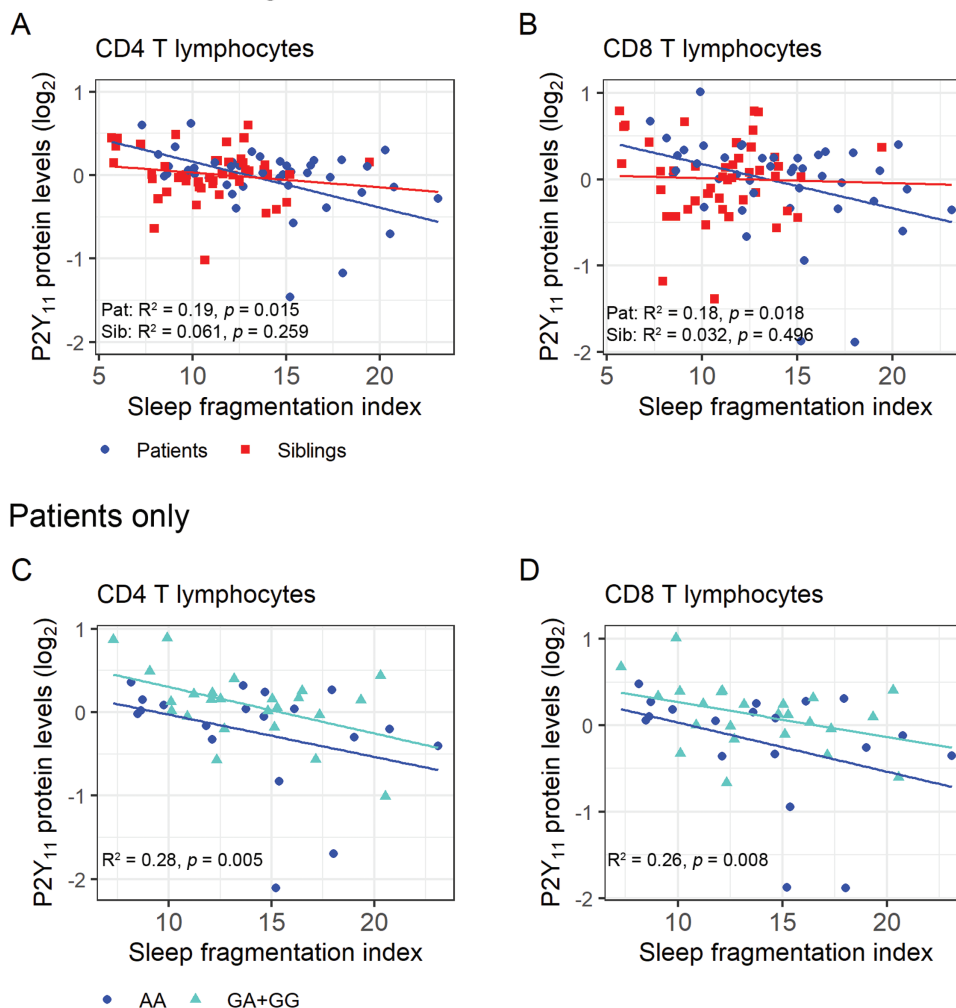 A
CD4 T lymphocytes
P2Y₁₁ protein levels (log₂)
1
0
-1
-2
Pat: R² = 0.19, p = 0.015
Sib: R² = 0.061, p = 0.259
5
10
15
20
Sleep fragmentation index
B
CD8 T lymphocytes
P2Y₁₁ protein levels (log₂)
1
0
-1
-2
Pat: R² = 0.18, p = 0.018
Sib: R² = 0.032, p = 0.496
5
10
15
20
Sleep fragmentation index
Patients
Siblings
Patients only
C
CD4 T lymphocytes
P2Y₁₁ protein levels (log₂)
1
0
-1
-2
R² = 0.28, p = 0.005
10
15
20
Sleep fragmentation index
D
CD8 T lymphocytes
P2Y₁₁ protein levels (log₂)
1
0
-1
-2
R² = 0.26, p = 0.008
10
15
20
Sleep fragmentation index
AA
GA+GG